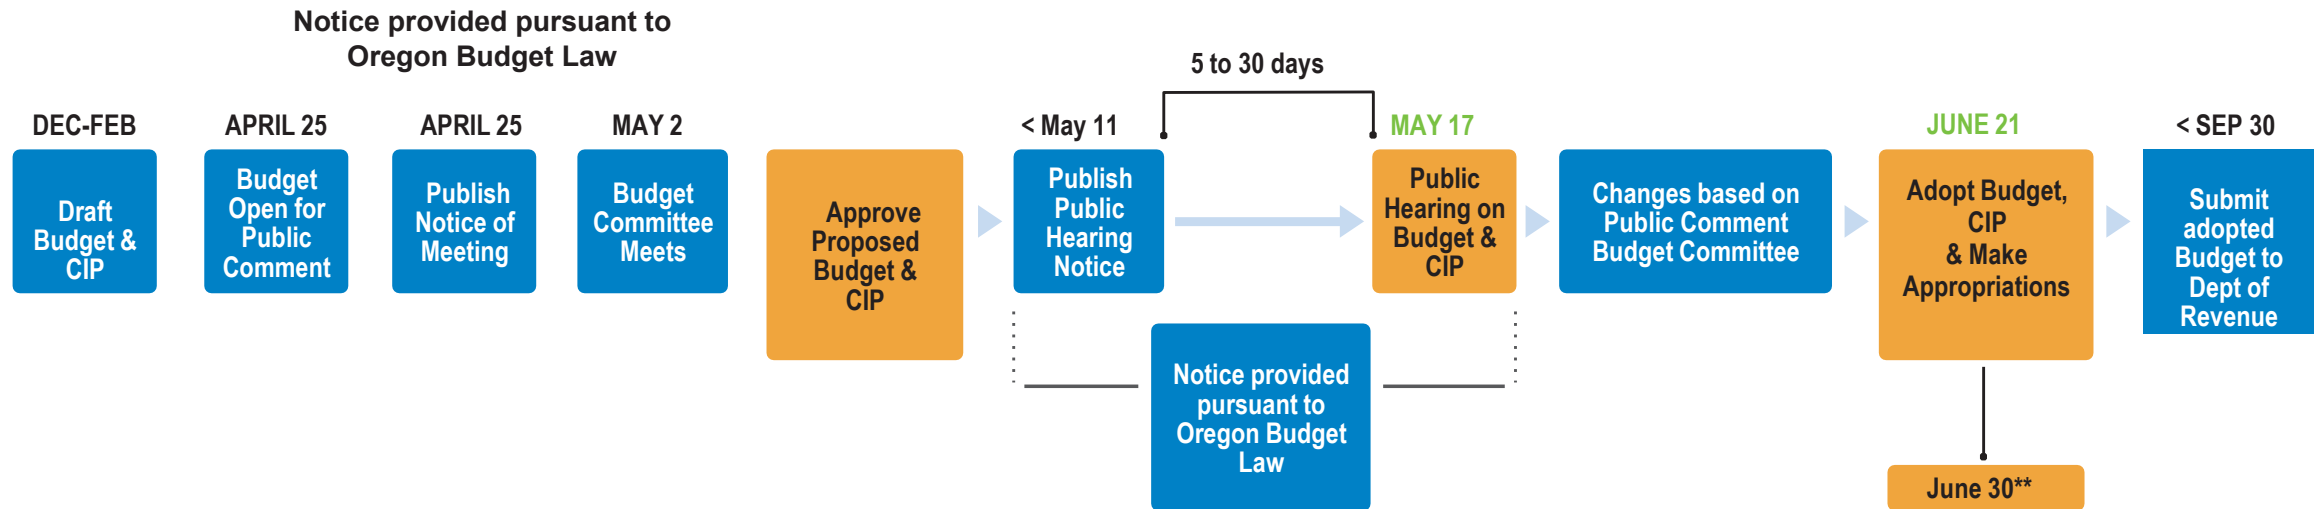 Notice provided pursuant to
Oregon Budget Law
5 to 30 days
DEC-FEB
APRIL 25
APRIL 25
MAY 2
< May 11
MAY 17
JUNE 21
< SEP 30
Draft
Budget &
CIP
Budget
Open for
Public
Comment
Publish
Notice of
Meeting
Budget
Committee
Meets
Approve
Proposed
Budget &
CIP
Publish
Public
Hearing
Notice
Public
Hearing on
Budget &
CIP
Changes based on
Public Comment
Budget Committee
Adopt Budget,
CIP
& Make
Appropriations
Submit
adopted
Budget to
Dept of
Revenue
Notice provided
pursuant to
Oregon Budget
Law
June 30**